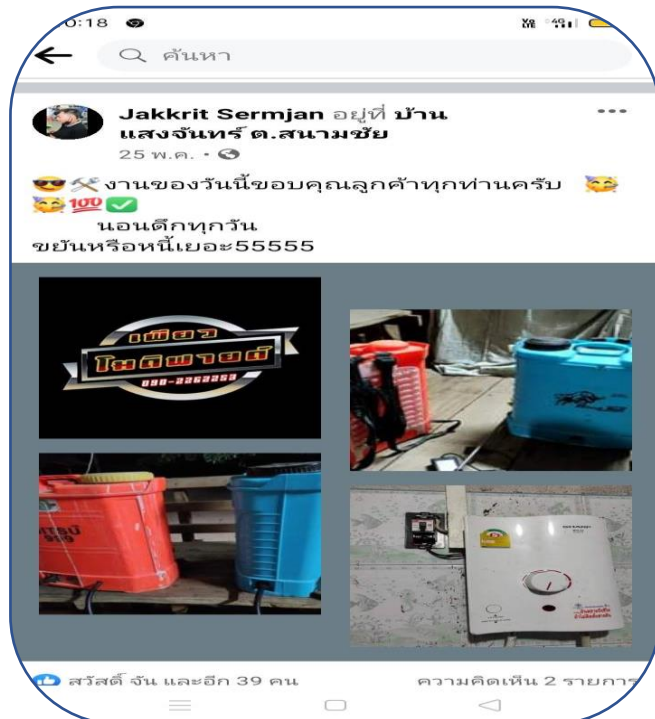 0:18
ค้นหา
Jakkrit Sermjan อยู่ที่ บ้าน
แสงจันทร์ ต.สนามชัย
25 พ.ค.
งานของวันนี้ขอบคุณลูกค้าทุกท่านครับ
💯
นอนดึกทุกวัน
ขยันหรือหนี้เยอะ55555
เพียว
โมดิฟายด์
สวัสดิ์ จัน และอีก 39 คน
ความคิดเห็น 2 รายการ